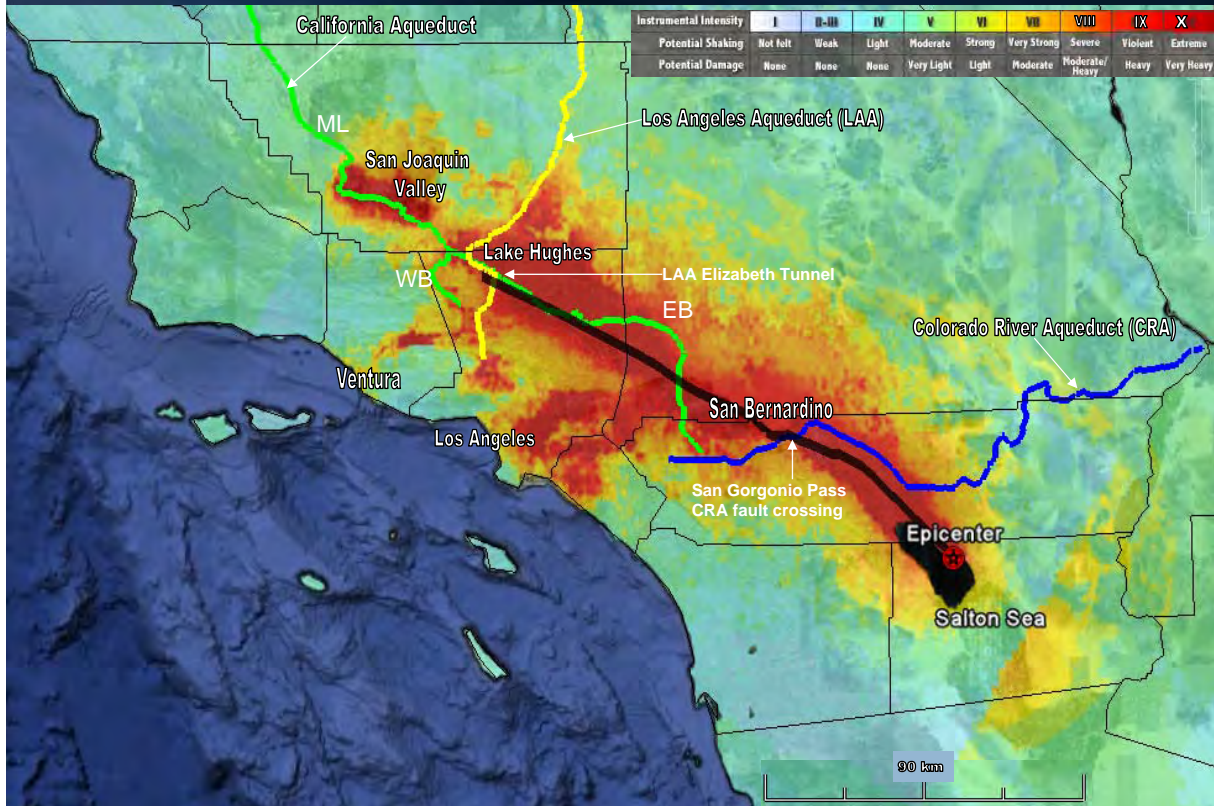 California Aqueduct
Instrumental Intensity I II-III IV V VI VII VIII IX X
Potential Shaking Not felt Weak Light Moderate Strong Very Strong Severe Violent Extreme
Potential Damage None None None Very Light Light Moderate Moderate/
Heavy Heavy Very Heavy
ML
Los Angeles Aqueduct (LAA)
San Joaquin
Valley
Lake Hughes
WB
LAA Elizabeth Tunnel
EB
Colorado River Aqueduct (CRA)
Ventura
San Bernardino
Los Angeles
San Gorgonio Pass
CRA fault crossing
Epicenter
Salton Sea
90 km